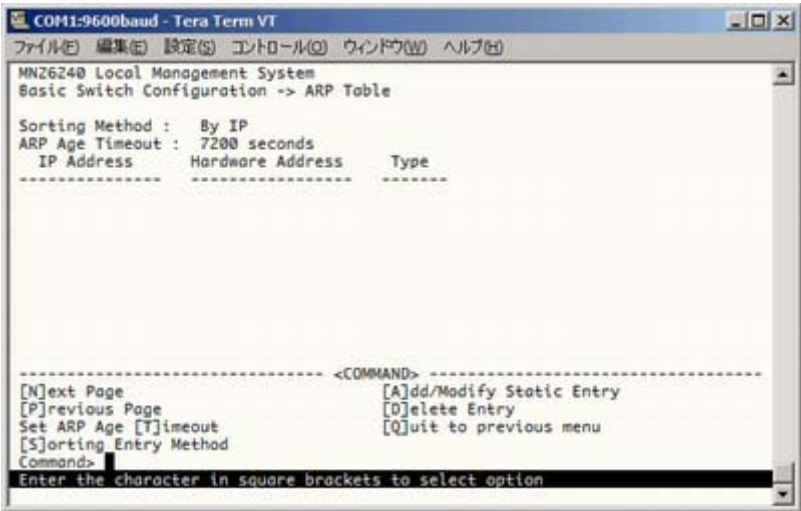 COM1:9600baud - Tera Term VT
ファイル(F) 編集(E) 設定(S) コントロール(O) ウィンドウ(W) ヘルプ(H)
MN26240 Local Management System
Basic Switch Configuration -> ARP Table
Sorting Method : By IP
ARP Age Timeout : 7200 seconds
IP Address Hardware Address Type
--------------- ----------------- -------
-------------------------------- <COMMAND> -----------------------------------
[N]ext Page [A]dd/Modify Static Entry
[P]revious Page [D]elete Entry
Set ARP Age [T]imeout [Q]uit to previous menu
[S]orting Entry Method
Command>
Enter the character in square brackets to select option